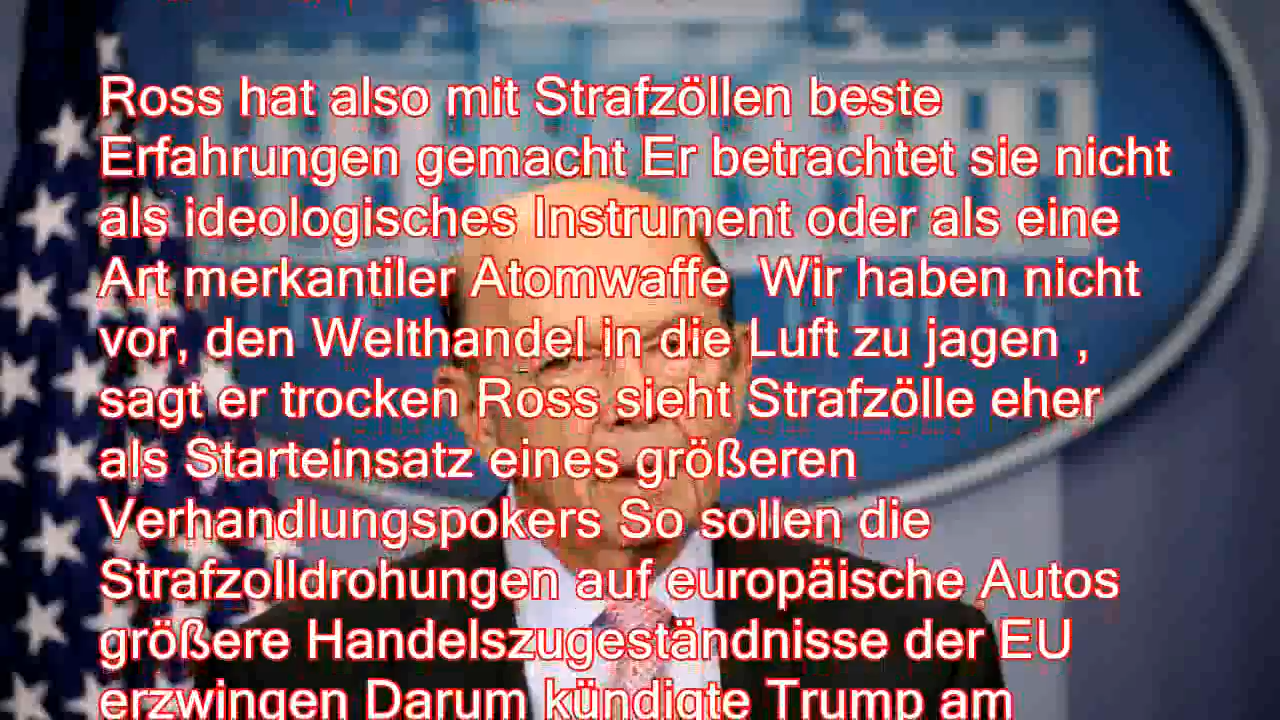 Ross hat also mit Strafzöllen beste
Erfahrungen gemacht Er betrachtet sie nicht
als ideologisches Instrument oder als eine
Art merkantiler Atomwaffe  Wir haben nicht
vor, den Welthandel in die Luft zu jagen ,
sagt er trocken Ross sieht Strafzölle eher
als Starteinsatz eines größeren
Verhandlungspokers So sollen die
Strafzolldrohungen auf europäische Autos
größere Handelszugeständnisse der EU
erzwingen Darum kündigte Trump am